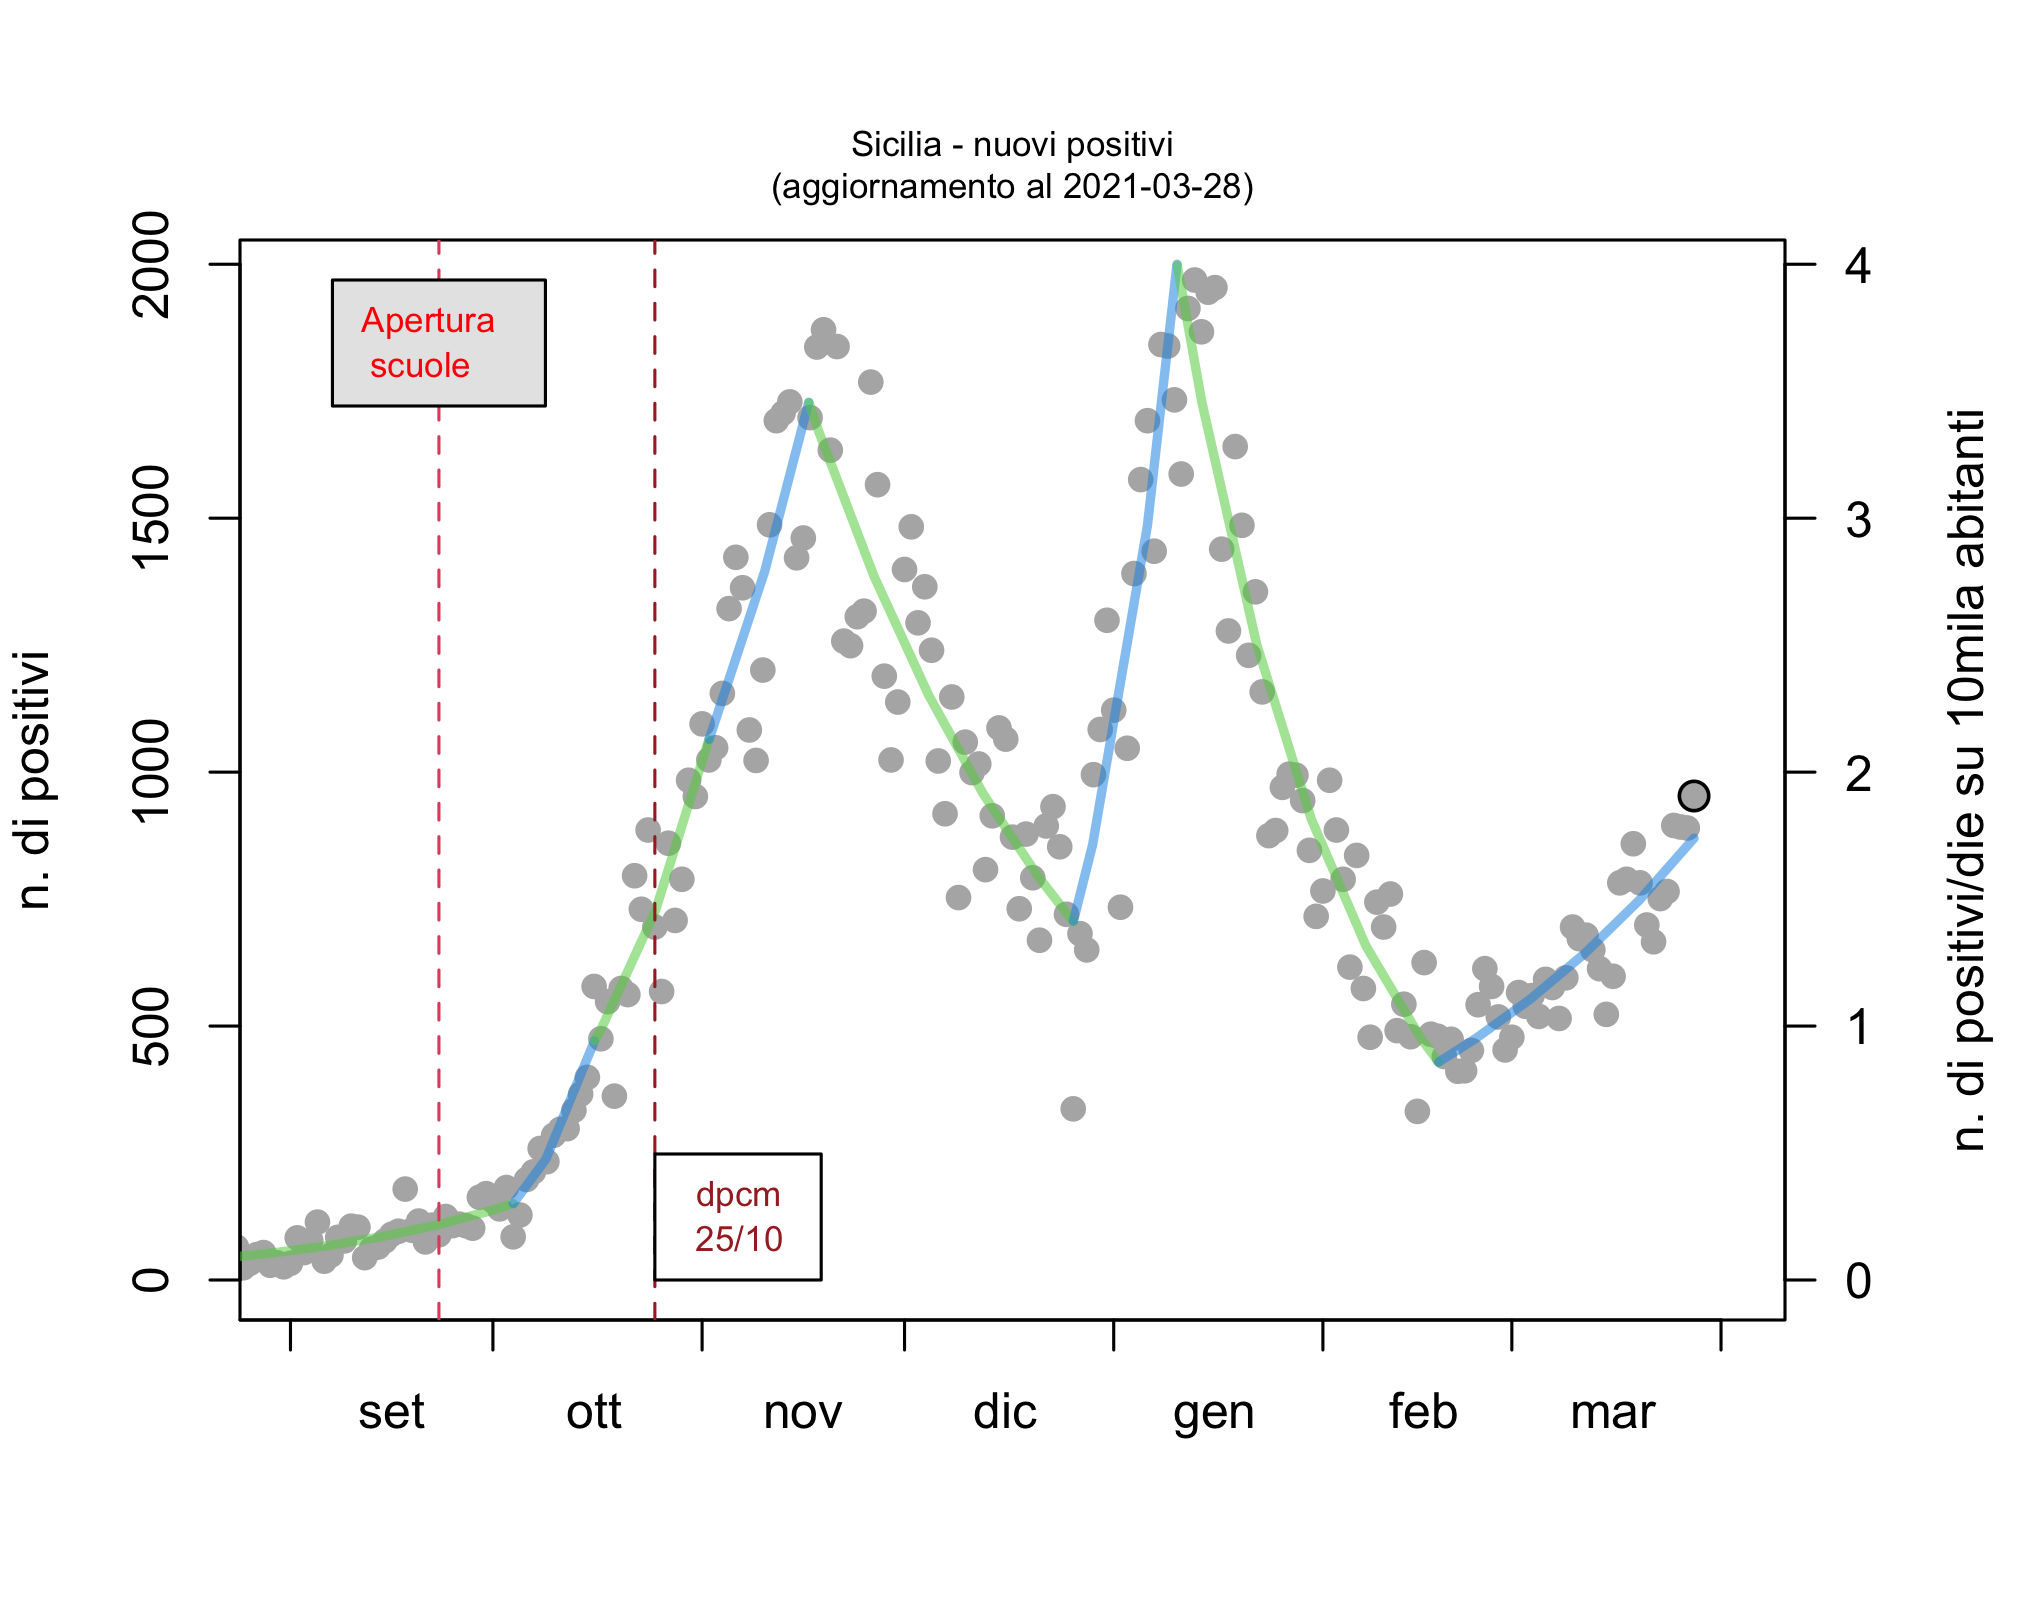 Sicilia - nuovi positivi
(aggiornamento al 2021-03-28)
n. di positivi
2000
1500
1000
500
0
Apertura
scuole
dpcm
25/10
4
3
2
1
0
n. di positivi/die su 10mila abitanti
set ott nov dic gen feb mar